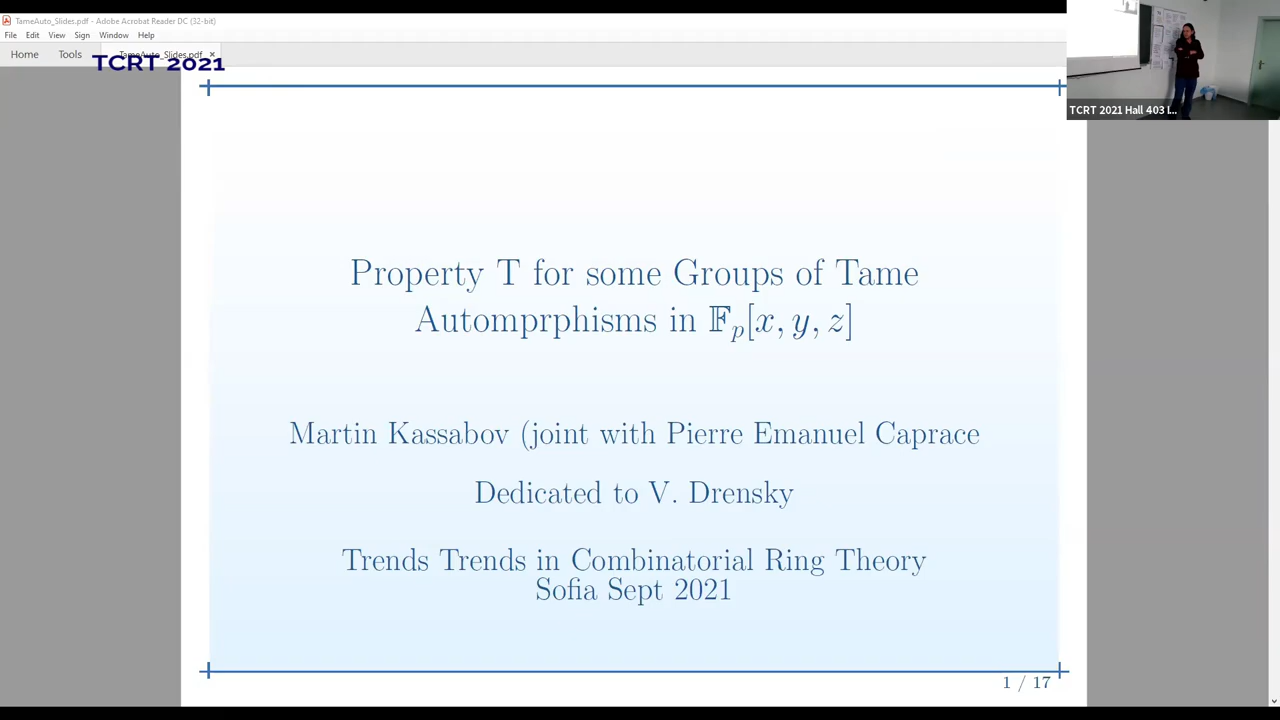 TameAuto_Slides.pdf - Adobe Acrobat Reader DC (32-bit)
File Edit View Sign Window Help
Home Tools TameAuto_Slides.pdf ×
TCRT 2021
TCRT 2021 Hall 403 I...
Property T for some Groups of Tame
Automprphisms in 𝔽ₚ[x, y, z]
Martin Kassabov (joint with Pierre Emanuel Caprace
Dedicated to V. Drensky
Trends Trends in Combinatorial Ring Theory
Sofia Sept 2021
1 / 17